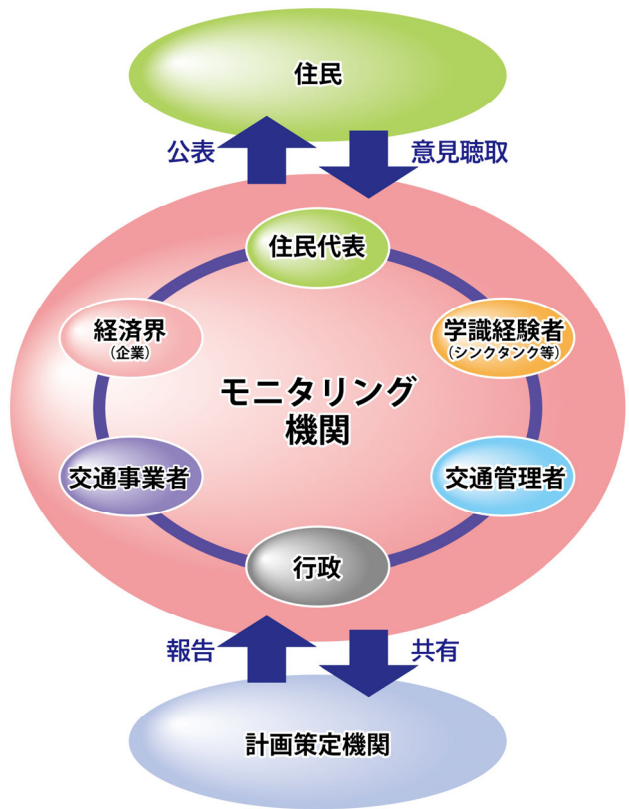 住民
公表
意見聴取
住民代表
経済界
(企業)
学識経験者
(シンクタンク等)
モニタリング
機関
交通事業者
交通管理者
行政
報告
共有
計画策定機関